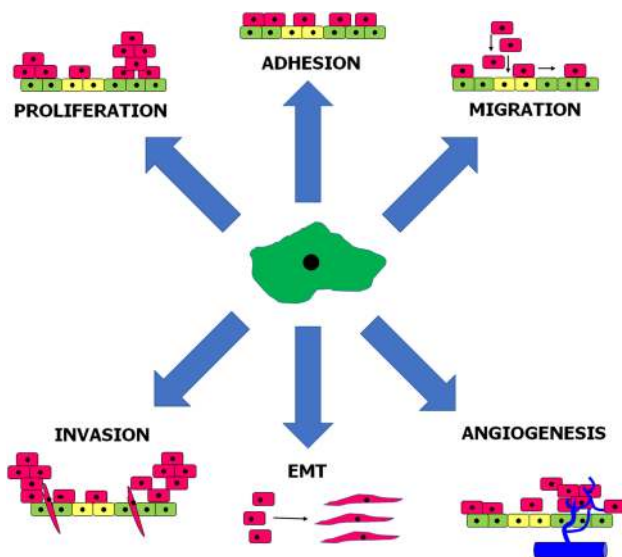 ADHESION
PROLIFERATION
MIGRATION
INVASION
EMT
ANGIOGENESIS